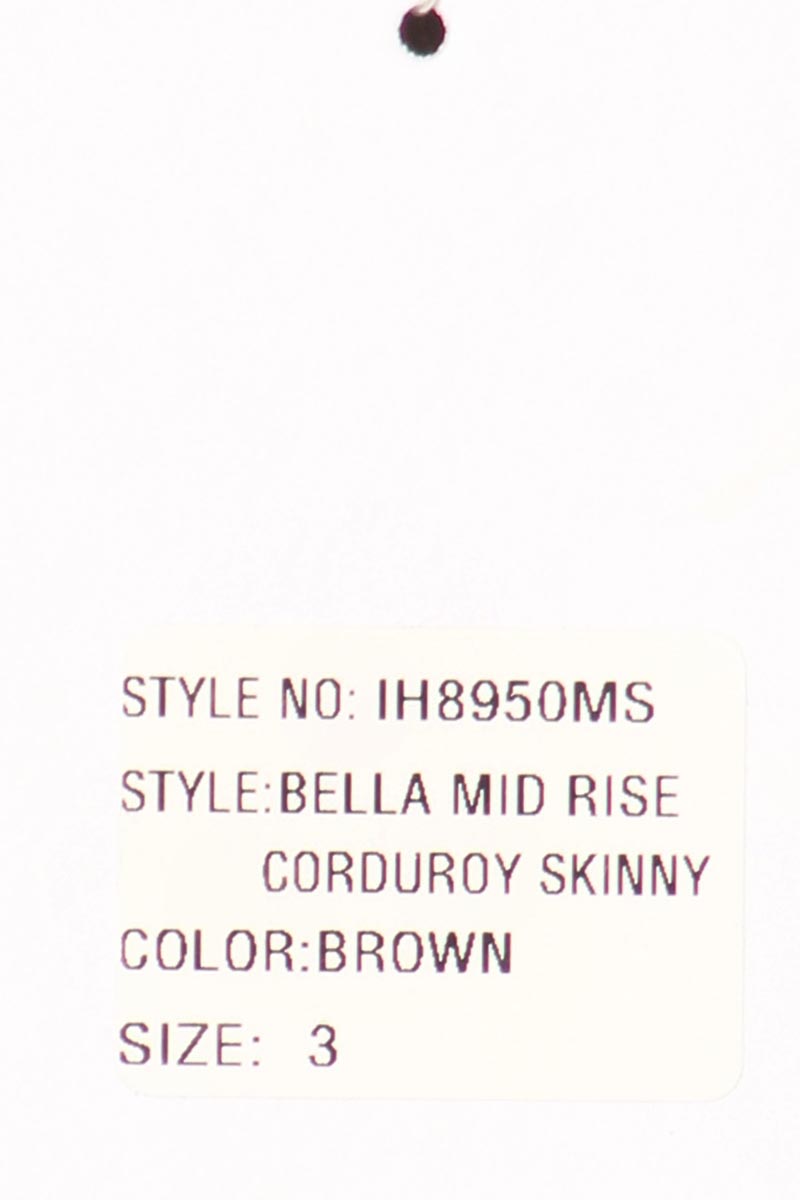 STYLE NO: IH8950MS
STYLE:BELLA MID RISE
CORDUROY SKINNY
COLOR:BROWN
SIZE: 3